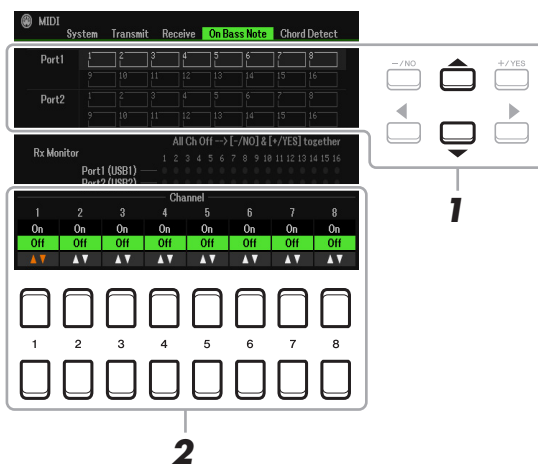 MIDI
System Transmit Receive On Bass Note Chord Detect
Port1 1 2 3 4 5 6 7 8
9 10 11 12 13 14 15 16
Port2 1 2 3 4 5 6 7 8
9 10 11 12 13 14 15 16
-/NO +/YES
1
All Ch Off --> [-/NO] & [+/YES] together
Rx Monitor 1 2 3 4 5 6 7 8 9 10 11 12 13 14 15 16
Port1 (USB1)
Port2 (USB2)
Channel
1 2 3 4 5 6 7 8
On On On On On On On On
Off Off Off Off Off Off Off Off
1 2 3 4 5 6 7 8
2